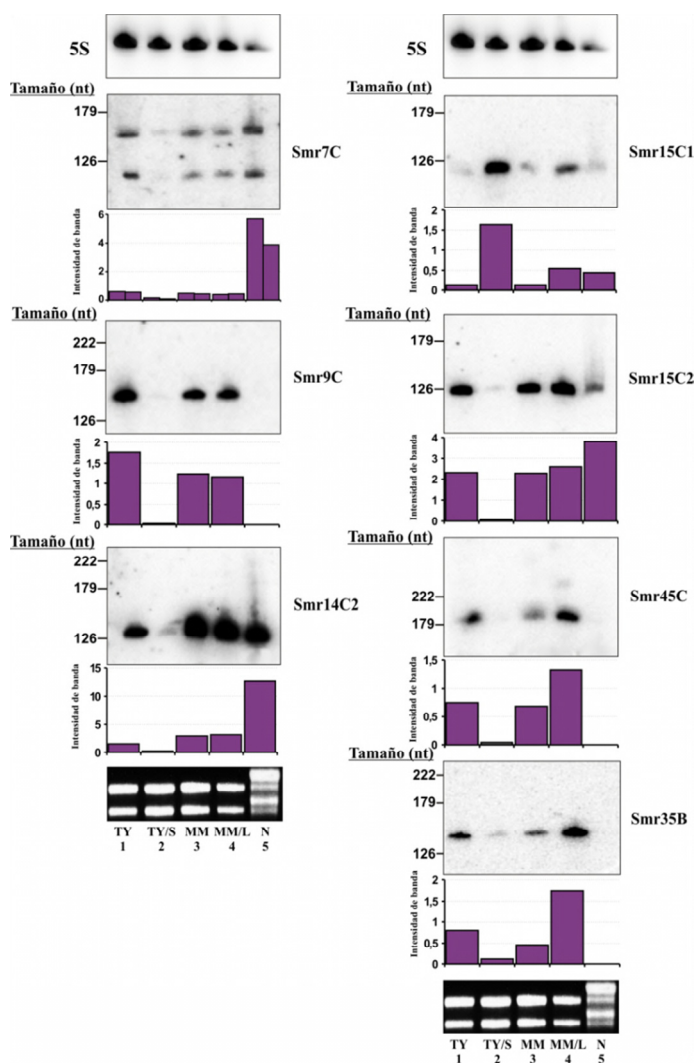 5S
Tamaño (nt)
179
126
Smr7C
Intensidad de banda
6
4
2
0
Tamaño (nt)
222
179
126
Smr9C
Intensidad de banda
2
1,5
1
0,5
0
Tamaño (nt)
222
179
126
Smr14C2
Intensidad de banda
15
10
5
0
TY TY/S MM MM/L N
1 2 3 4 5
5S
Tamaño (nt)
179
126
Smr15C1
Intensidad de banda
2
1,5
1
0,5
0
Tamaño (nt)
179
126
Smr15C2
Intensidad de banda
4
3
2
1
0
Tamaño (nt)
222
179
Smr45C
Intensidad de banda
1,5
1
0,5
0
Tamaño (nt)
222
179
126
Smr35B
Intensidad de banda
2
1,5
1
0,5
0
TY TY/S MM MM/L N
1 2 3 4 5